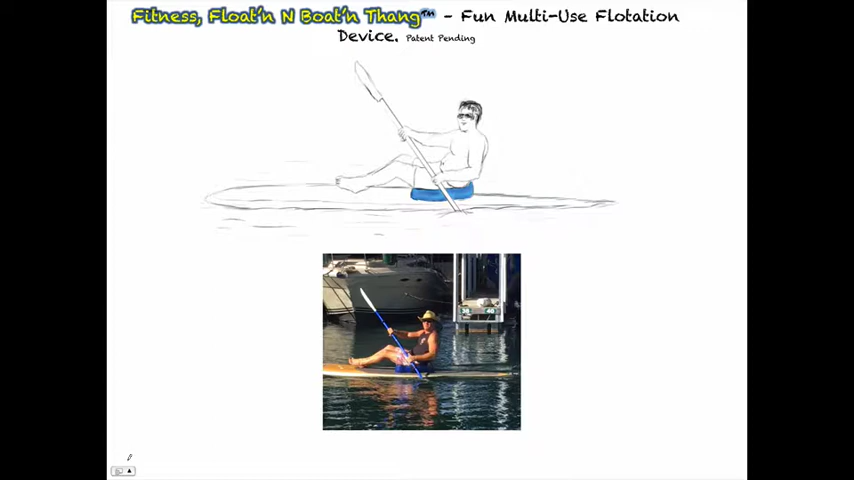 Fitness, Float'n N Boat'n Thang™ - Fun Multi-Use Flotation
Device. Patent Pending